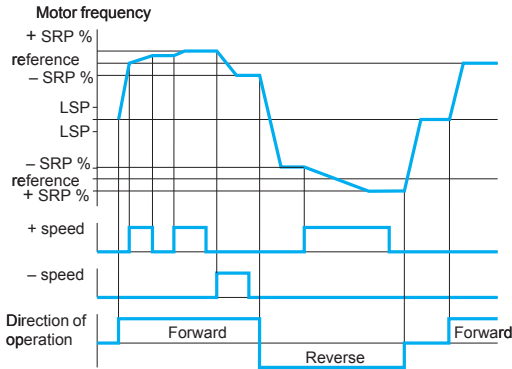 Motor frequency
+ SRP %
reference
– SRP %
LSP
LSP
– SRP %
reference
+ SRP %
+ speed
– speed
Direction of
operation
Forward
Forward
Reverse